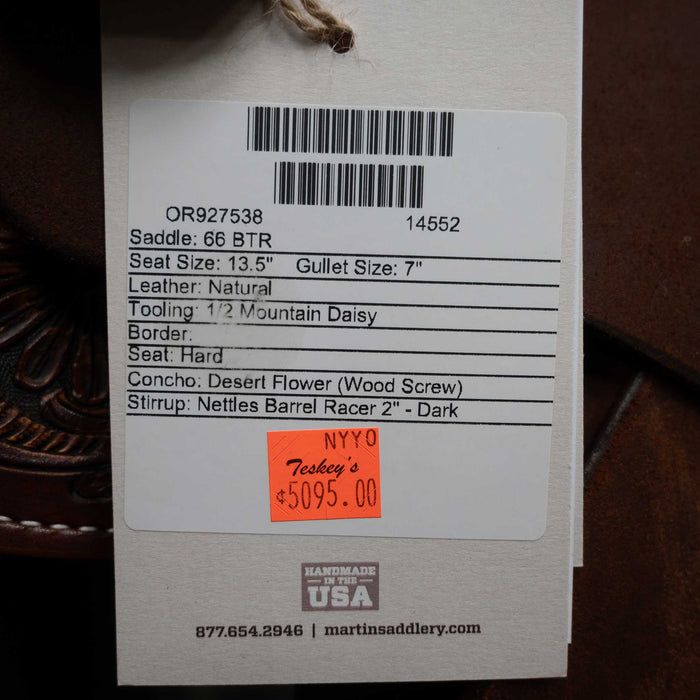 OR927538 14552
Saddle: 66 BTR
Seat Size: 13.5" Gullet Size: 7"
Leather: Natural
Tooling: 1/2 Mountain Daisy
Border:
Seat: Hard
Concho: Desert Flower (Wood Screw)
Stirrup: Nettles Barrel Racer 2" - Dark
NYYO
Teskey's
¢5095.00
HANDMADE
IN THE
USA
877.654.2946 | martinsaddlery.com